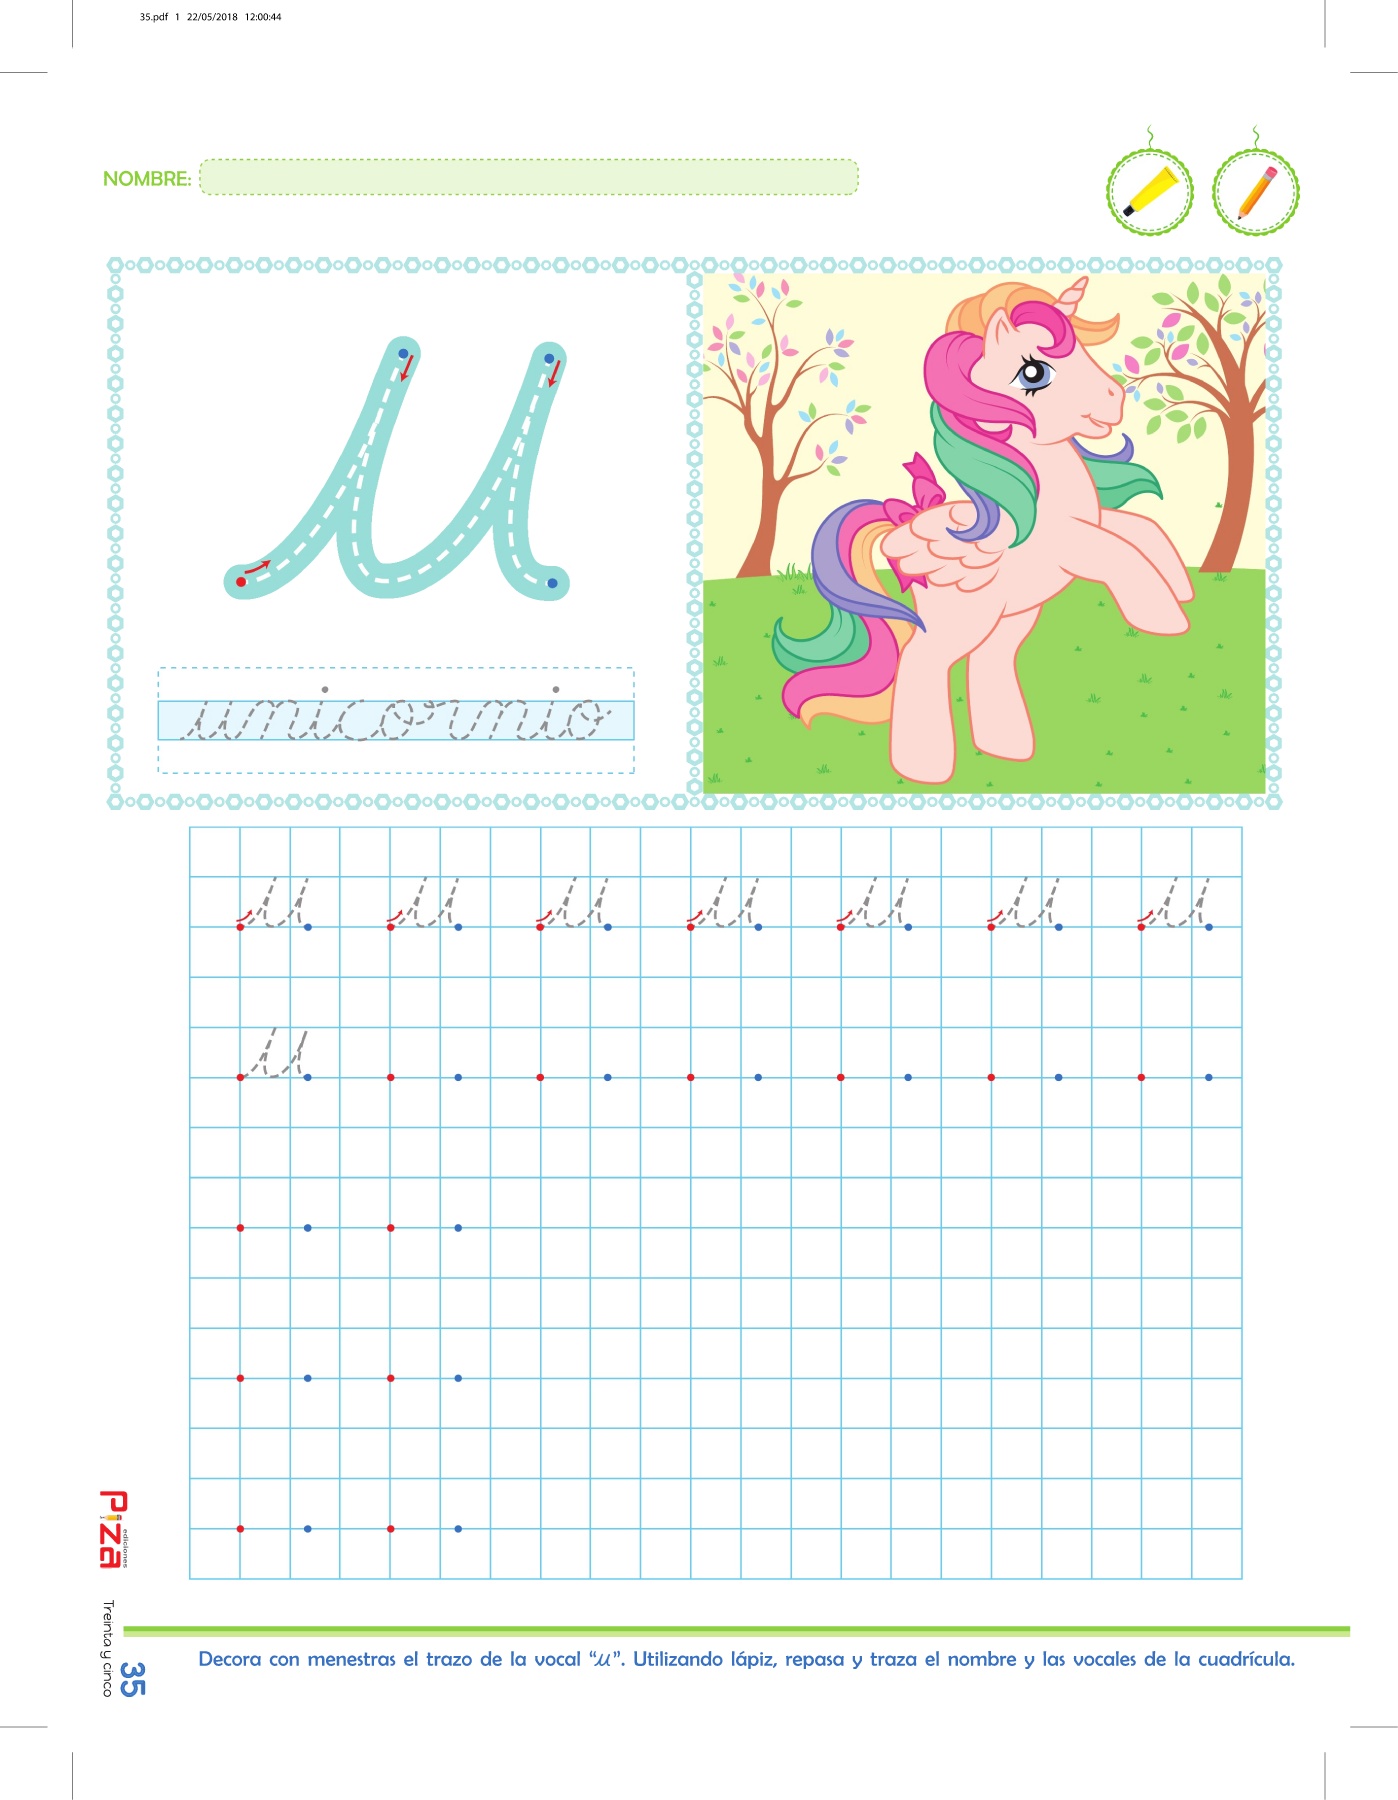 35.pdf 1 22/05/2018 12:00:44
NOMBRE:
u
unicornio
u u u u u u u
u
Piza
ediciones
Treinta y cinco
35
Decora con menestras el trazo de la vocal “u”. Utilizando lápiz, repasa y traza el nombre y las vocales de la cuadrícula.